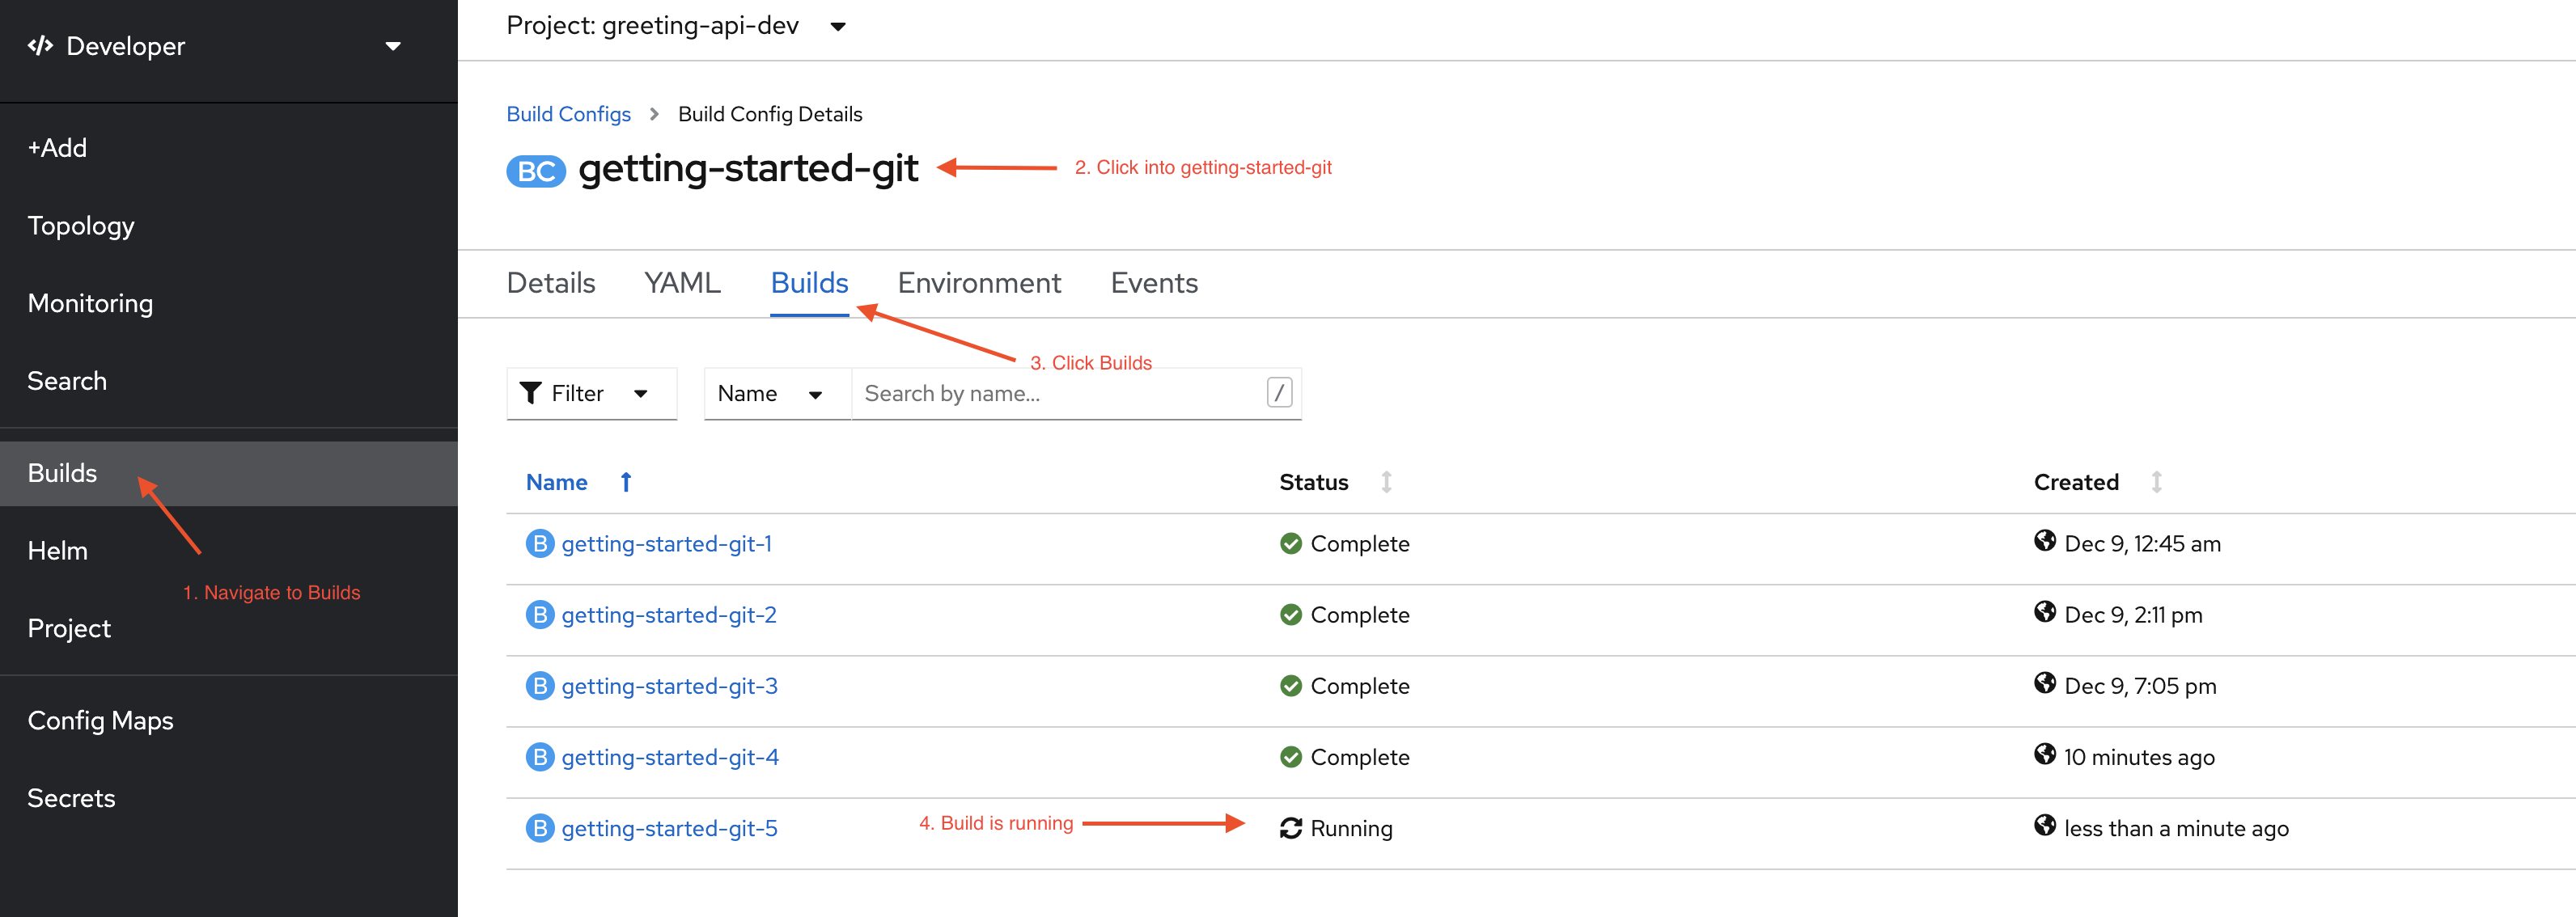 Developer
+Add
Topology
Monitoring
Search
Builds
1. Navigate to Builds
Helm
Project
Config Maps
Secrets
Project: greeting-api-dev
Build Configs Build Config Details
BC getting-started-git 2. Click into getting-started-git
Details YAML Builds Environment Events
3. Click Builds
Filter Name Search by name... /
Name Status Created
B getting-started-git-1 Complete Dec 9, 12:45 am
B getting-started-git-2 Complete Dec 9, 2:11 pm
B getting-started-git-3 Complete Dec 9, 7:05 pm
B getting-started-git-4 Complete 10 minutes ago
B getting-started-git-5 4. Build is running Running less than a minute ago